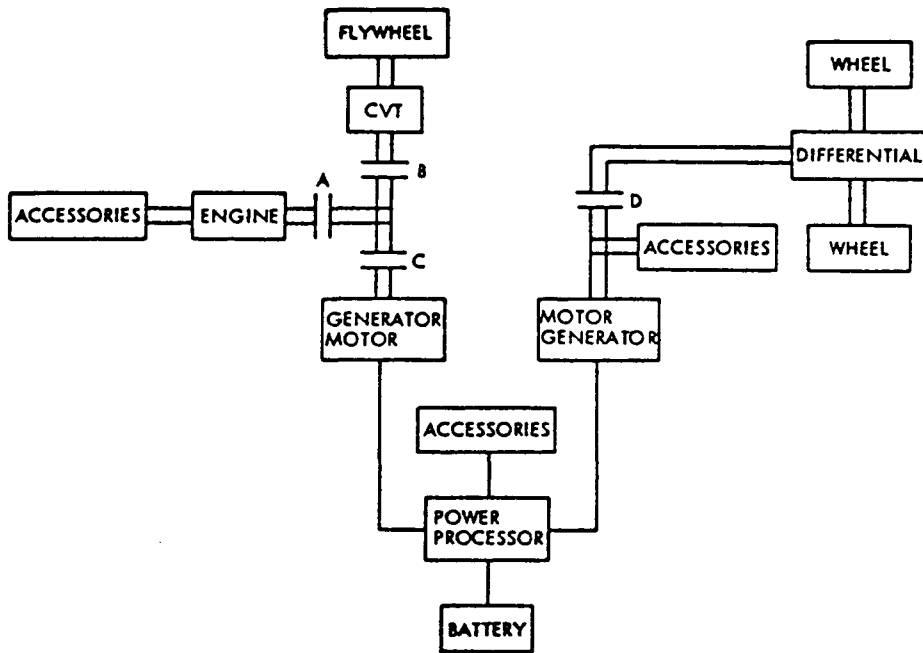 FLYWHEEL
WHEEL
CVT
DIFFERENTIAL
B
A
D
ACCESSORIES
ENGINE
WHEEL
ACCESSORIES
C
GENERATOR
MOTOR
MOTOR
GENERATOR
ACCESSORIES
POWER
PROCESSOR
BATTERY